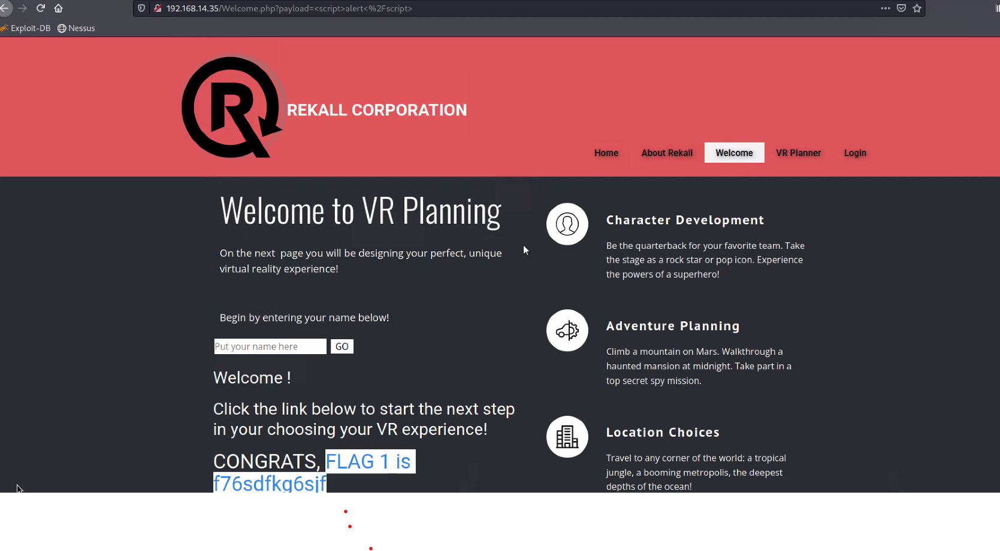 192.168.14.35/Welcome.php?payload=<script>alert<%2Fscript>
Exploit-DB Nessus
REKALL CORPORATION
Home About Rekall Welcome VR Planner Login
Welcome to VR Planning
On the next page you will be designing your perfect, unique
virtual reality experience!
Begin by entering your name below!
Put your name here GO
Welcome !
Click the link below to start the next step
in your choosing your VR experience!
CONGRATS, FLAG 1 is
f76sdfkg6sjf
Character Development
Be the quarterback for your favorite team. Take
the stage as a rock star or pop icon. Experience
the powers of a superhero!
Adventure Planning
Climb a mountain on Mars. Walkthrough a
haunted mansion at midnight. Take part in a
top secret spy mission.
Location Choices
Travel to any corner of the world: a tropical
jungle, a booming metropolis, the deepest
depths of the ocean!